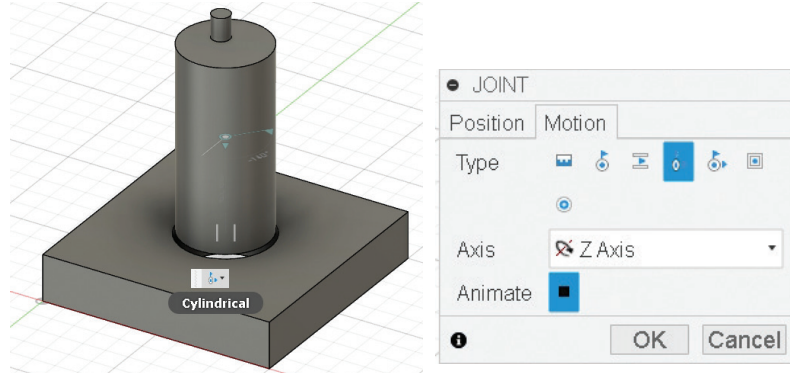 Cylindrical
JOINT
Position Motion
Type
Axis Z Axis
Animate
OK Cancel